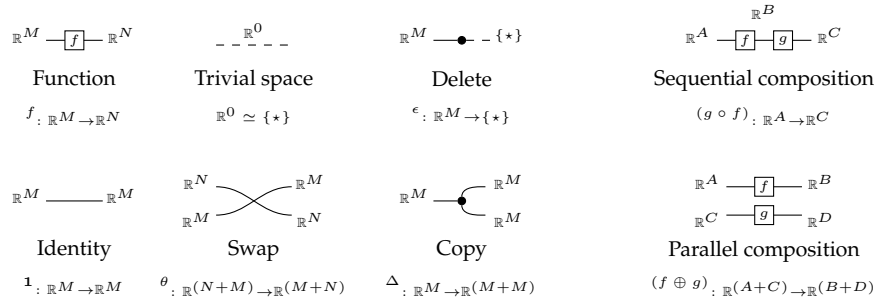 ℝ^B
ℝ^M f ℝ^N ℝ^0 ℝ^M {⋆} ℝ^A f g ℝ^C
Function Trivial space Delete Sequential composition
f : ℝ^M→ℝ^N ℝ^0 ≃ {⋆} ϵ : ℝ^M→{⋆} (g ∘ f) : ℝ^A→ℝ^C
ℝ^M ℝ^M ℝ^N ℝ^M ℝ^M ℝ^M ℝ^A f ℝ^B
ℝ^M ℝ^N ℝ^M ℝ^C g ℝ^D
Identity Swap Copy Parallel composition
1 : ℝ^M→ℝ^M θ : ℝ^(N+M)→ℝ^(M+N) Δ : ℝ^M→ℝ^(M+M) (f ⊕ g) : ℝ^(A+C)→ℝ^(B+D)